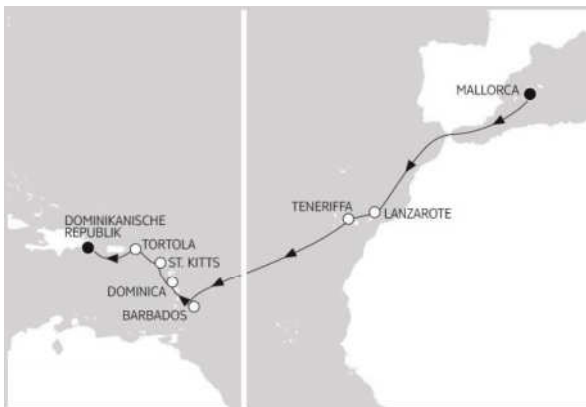 MALLORCA
TENERIFFA
LANZAROTE
DOMINIKANISCHE
REPUBLIK
TORTOLA
ST. KITTS
DOMINICA
BARBADOS